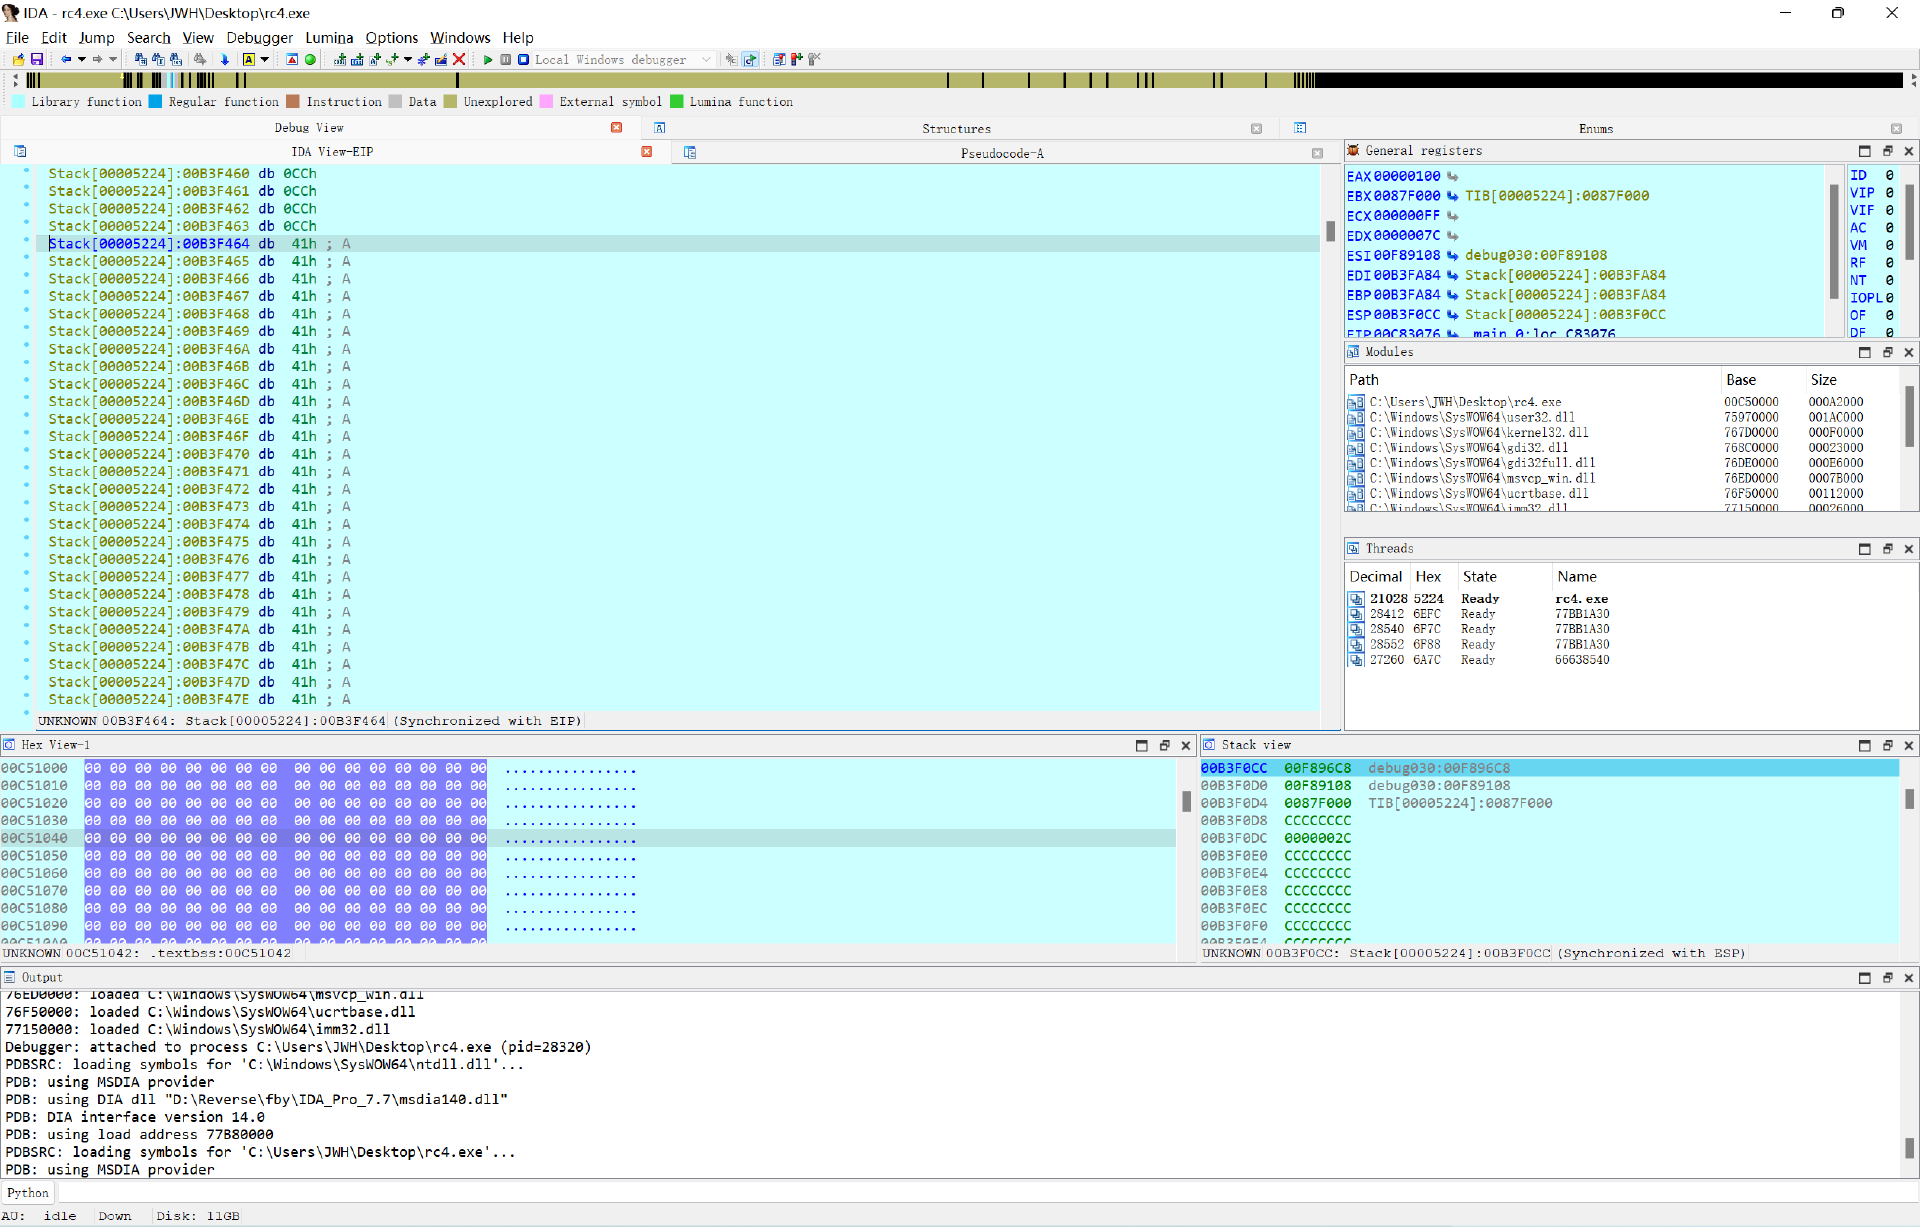 IDA - rc4.exe C:\Users\JWH\Desktop\rc4.exe
File Edit Jump Search View Debugger Lumina Options Windows Help
Local Windows debugger
Library function Regular function Instruction Data Unexplored External symbol Lumina function
Debug View Structures Enums
IDA View-EIP Pseudocode-A
Stack[00005224]:00B3F460 db 0CCh
Stack[00005224]:00B3F461 db 0CCh
Stack[00005224]:00B3F462 db 0CCh
Stack[00005224]:00B3F463 db 0CCh
Stack[00005224]:00B3F464 db 41h ; A
Stack[00005224]:00B3F465 db 41h ; A
Stack[00005224]:00B3F466 db 41h ; A
Stack[00005224]:00B3F467 db 41h ; A
Stack[00005224]:00B3F468 db 41h ; A
Stack[00005224]:00B3F469 db 41h ; A
Stack[00005224]:00B3F46A db 41h ; A
Stack[00005224]:00B3F46B db 41h ; A
Stack[00005224]:00B3F46C db 41h ; A
Stack[00005224]:00B3F46D db 41h ; A
Stack[00005224]:00B3F46E db 41h ; A
Stack[00005224]:00B3F46F db 41h ; A
Stack[00005224]:00B3F470 db 41h ; A
Stack[00005224]:00B3F471 db 41h ; A
Stack[00005224]:00B3F472 db 41h ; A
Stack[00005224]:00B3F473 db 41h ; A
Stack[00005224]:00B3F474 db 41h ; A
Stack[00005224]:00B3F475 db 41h ; A
Stack[00005224]:00B3F476 db 41h ; A
Stack[00005224]:00B3F477 db 41h ; A
Stack[00005224]:00B3F478 db 41h ; A
Stack[00005224]:00B3F479 db 41h ; A
Stack[00005224]:00B3F47A db 41h ; A
Stack[00005224]:00B3F47B db 41h ; A
Stack[00005224]:00B3F47C db 41h ; A
Stack[00005224]:00B3F47D db 41h ; A
Stack[00005224]:00B3F47E db 41h ; A
UNKNOWN 00B3F464: Stack[00005224]:00B3F464 (Synchronized with EIP)
General registers
EAX 00000100
EBX 0087F000 TIB[00005224]:0087F000
ECX 000000FF
EDX 0000007C
ESI 00F89108 debug030:00F89108
EDI 00B3FA84 Stack[00005224]:00B3FA84
EBP 00B3FA84 Stack[00005224]:00B3FA84
ESP 00B3F0CC Stack[00005224]:00B3F0CC
EIP 00C83076 _main_0:loc_C83076
ID 0
VIP 0
VIF 0
AC 0
VM 0
RF 0
NT 0
IOPL 0
OF 0
DF 0
Modules
Path Base Size
C:\Users\JWH\Desktop\rc4.exe 00C50000 000A2000
C:\Windows\SysWOW64\user32.dll 75970000 001AC000
C:\Windows\SysWOW64\kernel32.dll 767D0000 000F0000
C:\Windows\SysWOW64\gdi32.dll 768C0000 00023000
C:\Windows\SysWOW64\gdi32full.dll 76DE0000 000E6000
C:\Windows\SysWOW64\msvcp_win.dll 76ED0000 0007B000
C:\Windows\SysWOW64\ucrtbase.dll 76F50000 00112000
C:\Windows\SysWOW64\imm32.dll 77150000 00026000
Threads
Decimal Hex State Name
21028 5224 Ready rc4.exe
28412 6EFC Ready 77BB1A30
28540 6F7C Ready 77BB1A30
28552 6F88 Ready 77BB1A30
27260 6A7C Ready 66638540
Hex View-1
00C51000 00 00 00 00 00 00 00 00 00 00 00 00 00 00 00 00 ................
00C51010 00 00 00 00 00 00 00 00 00 00 00 00 00 00 00 00 ................
00C51020 00 00 00 00 00 00 00 00 00 00 00 00 00 00 00 00 ................
00C51030 00 00 00 00 00 00 00 00 00 00 00 00 00 00 00 00 ................
00C51040 00 00 00 00 00 00 00 00 00 00 00 00 00 00 00 00 ................
00C51050 00 00 00 00 00 00 00 00 00 00 00 00 00 00 00 00 ................
00C51060 00 00 00 00 00 00 00 00 00 00 00 00 00 00 00 00 ................
00C51070 00 00 00 00 00 00 00 00 00 00 00 00 00 00 00 00 ................
00C51080 00 00 00 00 00 00 00 00 00 00 00 00 00 00 00 00 ................
00C51090 00 00 00 00 00 00 00 00 00 00 00 00 00 00 00 00 ................
00C510A0 00 00 00 00 00 00 00 00 00 00 00 00 00 00 00 00
UNKNOWN 00C51042: .textbss:00C51042
Stack view
00B3F0CC 00F896C8 debug030:00F896C8
00B3F0D0 00F89108 debug030:00F89108
00B3F0D4 0087F000 TIB[00005224]:0087F000
00B3F0D8 CCCCCCCC
00B3F0DC 0000002C
00B3F0E0 CCCCCCCC
00B3F0E4 CCCCCCCC
00B3F0E8 CCCCCCCC
00B3F0EC CCCCCCCC
00B3F0F0 CCCCCCCC
00B3F0F4 CCCCCCCC
UNKNOWN 00B3F0CC: Stack[00005224]:00B3F0CC (Synchronized with ESP)
Output
76ED0000: loaded C:\Windows\SysWOW64\msvcp_win.dll
76F50000: loaded C:\Windows\SysWOW64\ucrtbase.dll
77150000: loaded C:\Windows\SysWOW64\imm32.dll
Debugger: attached to process C:\Users\JWH\Desktop\rc4.exe (pid=28320)
PDBSRC: loading symbols for 'C:\Windows\SysWOW64\ntdll.dll'...
PDB: using MSDIA provider
PDB: using DIA dll "D:\Reverse\fby\IDA_Pro_7.7\msdia140.dll"
PDB: DIA interface version 14.0
PDB: using load address 77B80000
PDBSRC: loading symbols for 'C:\Users\JWH\Desktop\rc4.exe'...
PDB: using MSDIA provider
Python
AU: idle Down Disk: 11GB